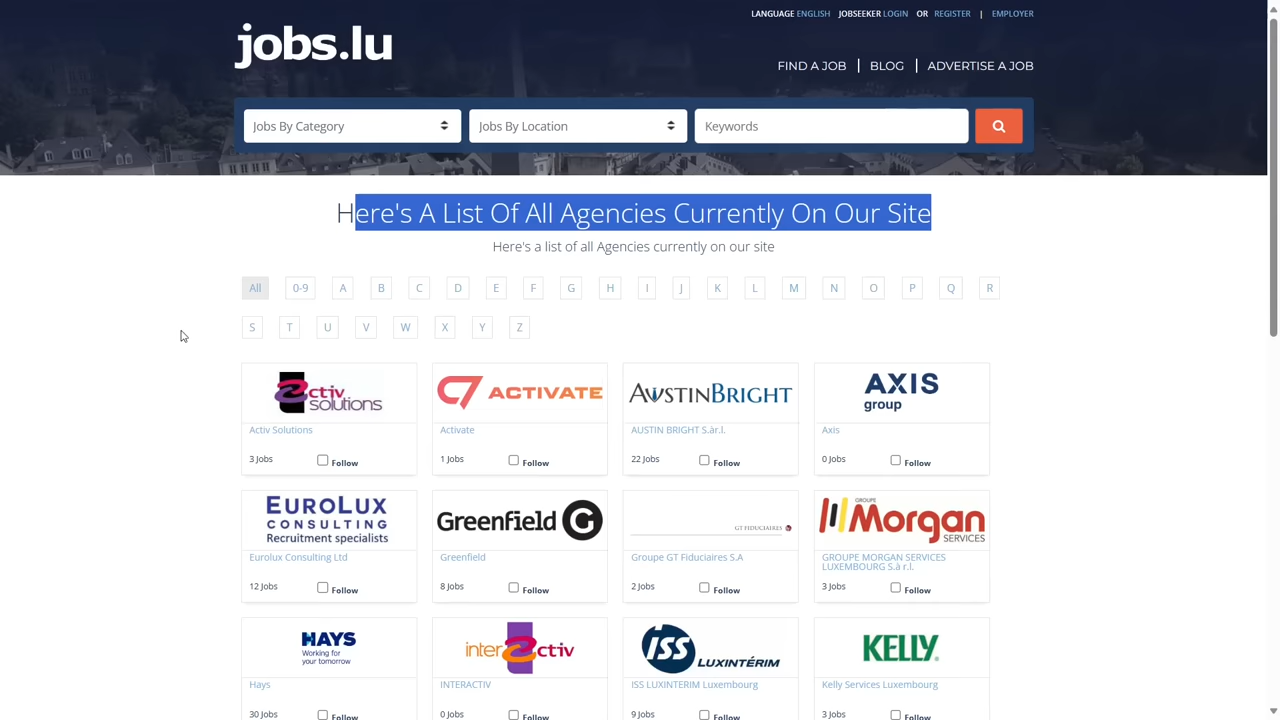 LANGUAGE ENGLISH JOBSEEKER LOGIN OR REGISTER | EMPLOYER
jobs.lu
FIND A JOB | BLOG | ADVERTISE A JOB
Jobs By Category Jobs By Location Keywords
Here's A List Of All Agencies Currently On Our Site
Here's a list of all Agencies currently on our site
All 0-9 A B C D E F G H I J K L M N O P Q R
S T U V W X Y Z
activ solutions
ACTIVATE
AUSTINBRIGHT
AXIS group
Activ Solutions Activate AUSTIN BRIGHT S.àr.l. Axis
3 Jobs Follow 1 Jobs Follow 22 Jobs Follow 0 Jobs Follow
EUROLUX CONSULTING Recruitment specialists
Greenfield G
GT FIDUCIAIRES
GROUPE Morgan SERVICES
Eurolux Consulting Ltd Greenfield Groupe GT Fiduciaires S.A GROUPE MORGAN SERVICES
LUXEMBOURG S.à r.l.
12 Jobs Follow 8 Jobs Follow 2 Jobs Follow 3 Jobs Follow
HAYS Working for your tomorrow
interactiv
iss LUXINTÉRIM
KELLY
Hays INTERACTIV ISS LUXINTERIM Luxembourg Kelly Services Luxembourg
30 Jobs Follow 0 Jobs Follow 9 Jobs Follow 3 Jobs Follow